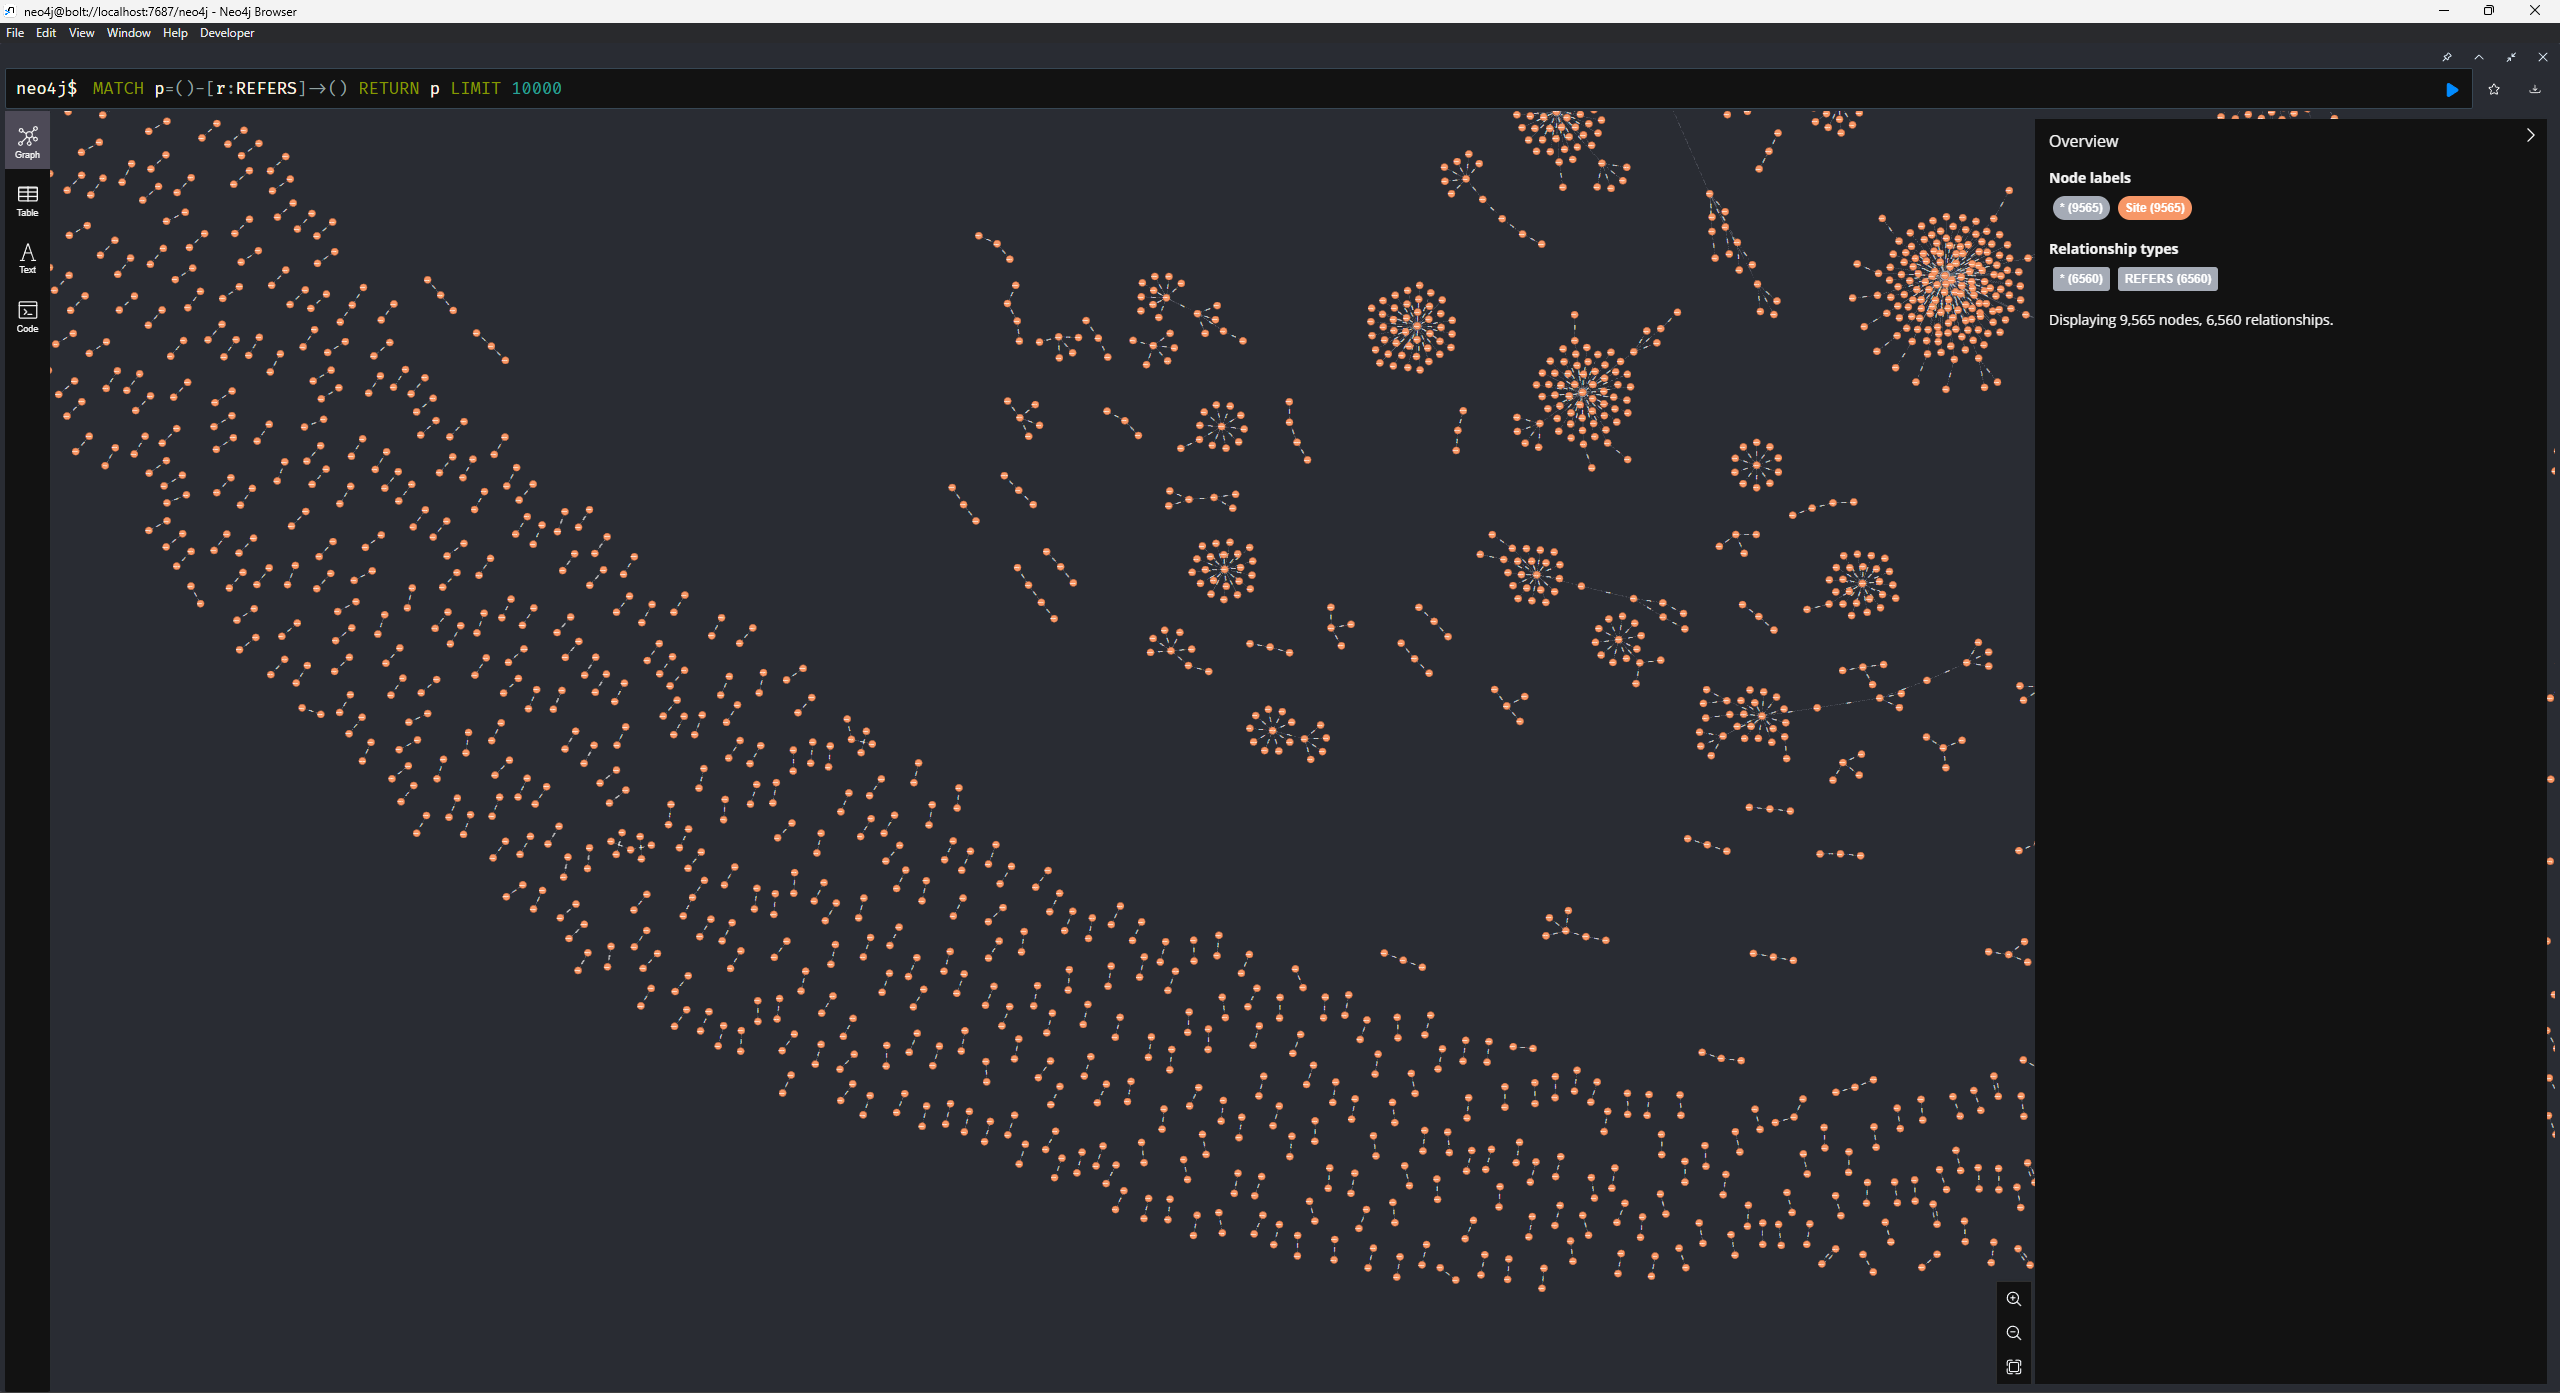 neo4j@bolt://localhost:7687/neo4j - Neo4j Browser
File Edit View Window Help Developer
neo4j$ MATCH p=()-[r:REFERS]->() RETURN p LIMIT 10000
Graph
Table
Text
Code
Overview
Node labels
* (9565) Site (9565)
Relationship types
* (6560) REFERS (6560)
Displaying 9,565 nodes, 6,560 relationships.